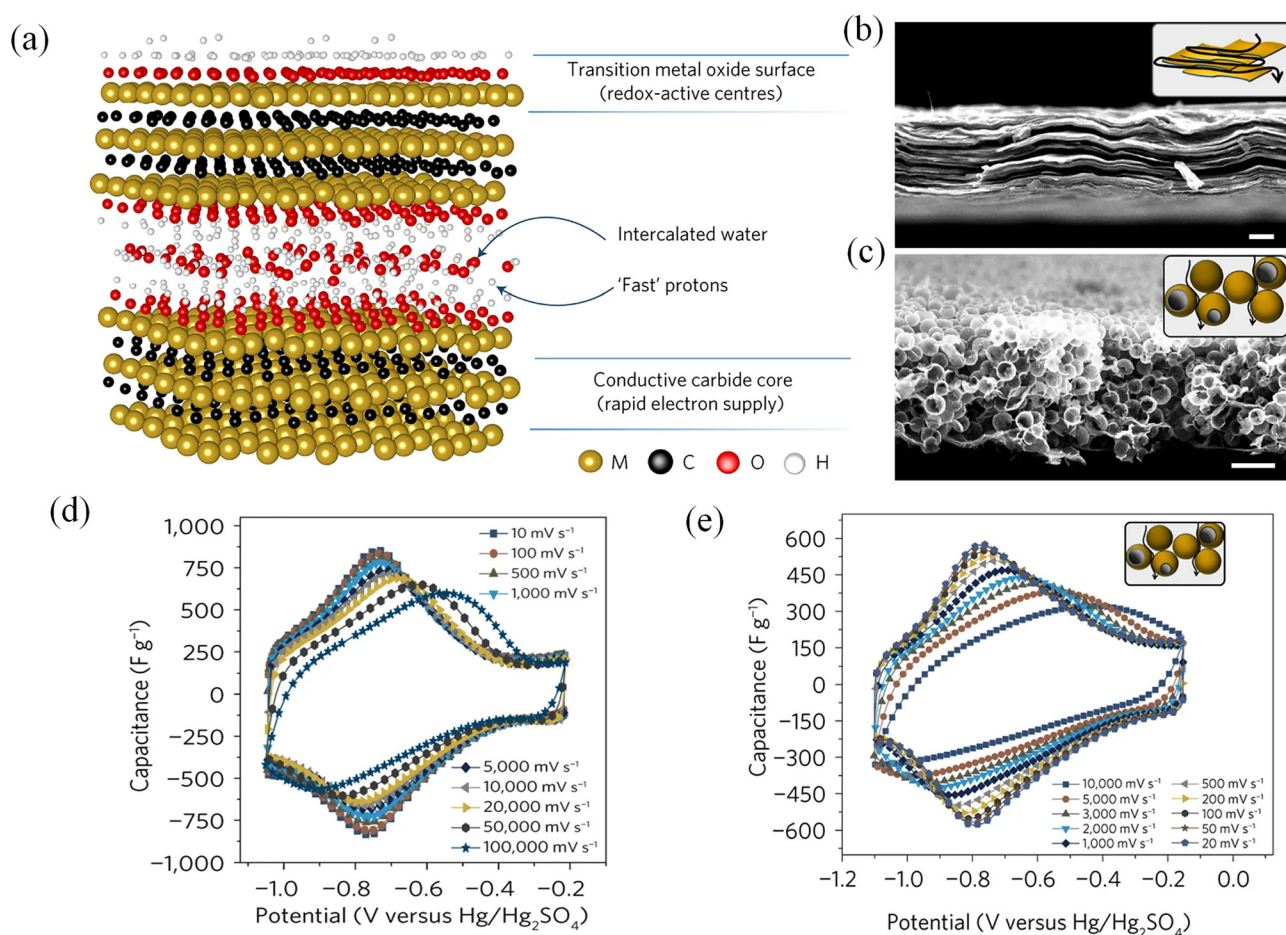 (a)
Transition metal oxide surface
(redox-active centres)
Intercalated water
‘Fast’ protons
Conductive carbide core
(rapid electron supply)
M C O H
(b)
(c)
(d)
1,000
750
500
250
0
−250
−500
−750
−1,000
Capacitance (F g⁻¹)
10 mV s⁻¹
100 mV s⁻¹
500 mV s⁻¹
1,000 mV s⁻¹
5,000 mV s⁻¹
10,000 mV s⁻¹
20,000 mV s⁻¹
50,000 mV s⁻¹
100,000 mV s⁻¹
−1.0 −0.8 −0.6 −0.4 −0.2
Potential (V versus Hg/Hg₂SO₄)
(e)
600
450
300
150
0
−150
−300
−450
−600
Capacitance (F g⁻¹)
10,000 mV s⁻¹ 500 mV s⁻¹
5,000 mV s⁻¹ 200 mV s⁻¹
3,000 mV s⁻¹ 100 mV s⁻¹
2,000 mV s⁻¹ 50 mV s⁻¹
1,000 mV s⁻¹ 20 mV s⁻¹
−1.2 −1.0 −0.8 −0.6 −0.4 −0.2 0.0
Potential (V versus Hg/Hg₂SO₄)